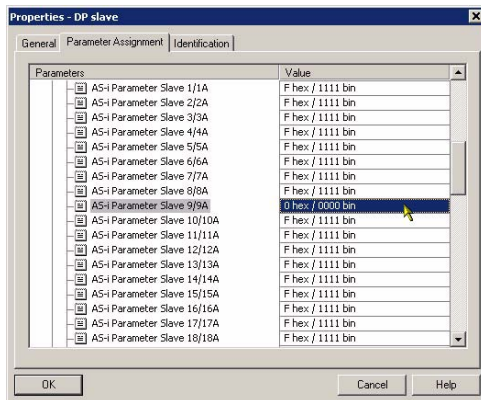 Properties - DP slave
General Parameter Assignment Identification
Parameters Value
AS-i Parameter Slave 1/1A F hex / 1111 bin
AS-i Parameter Slave 2/2A F hex / 1111 bin
AS-i Parameter Slave 3/3A F hex / 1111 bin
AS-i Parameter Slave 4/4A F hex / 1111 bin
AS-i Parameter Slave 5/5A F hex / 1111 bin
AS-i Parameter Slave 6/6A F hex / 1111 bin
AS-i Parameter Slave 7/7A F hex / 1111 bin
AS-i Parameter Slave 8/8A F hex / 1111 bin
AS-i Parameter Slave 9/9A 0 hex / 0000 bin
AS-i Parameter Slave 10/10A F hex / 1111 bin
AS-i Parameter Slave 11/11A F hex / 1111 bin
AS-i Parameter Slave 12/12A F hex / 1111 bin
AS-i Parameter Slave 13/13A F hex / 1111 bin
AS-i Parameter Slave 14/14A F hex / 1111 bin
AS-i Parameter Slave 15/15A F hex / 1111 bin
AS-i Parameter Slave 16/16A F hex / 1111 bin
AS-i Parameter Slave 17/17A F hex / 1111 bin
AS-i Parameter Slave 18/18A F hex / 1111 bin
OK Cancel Help